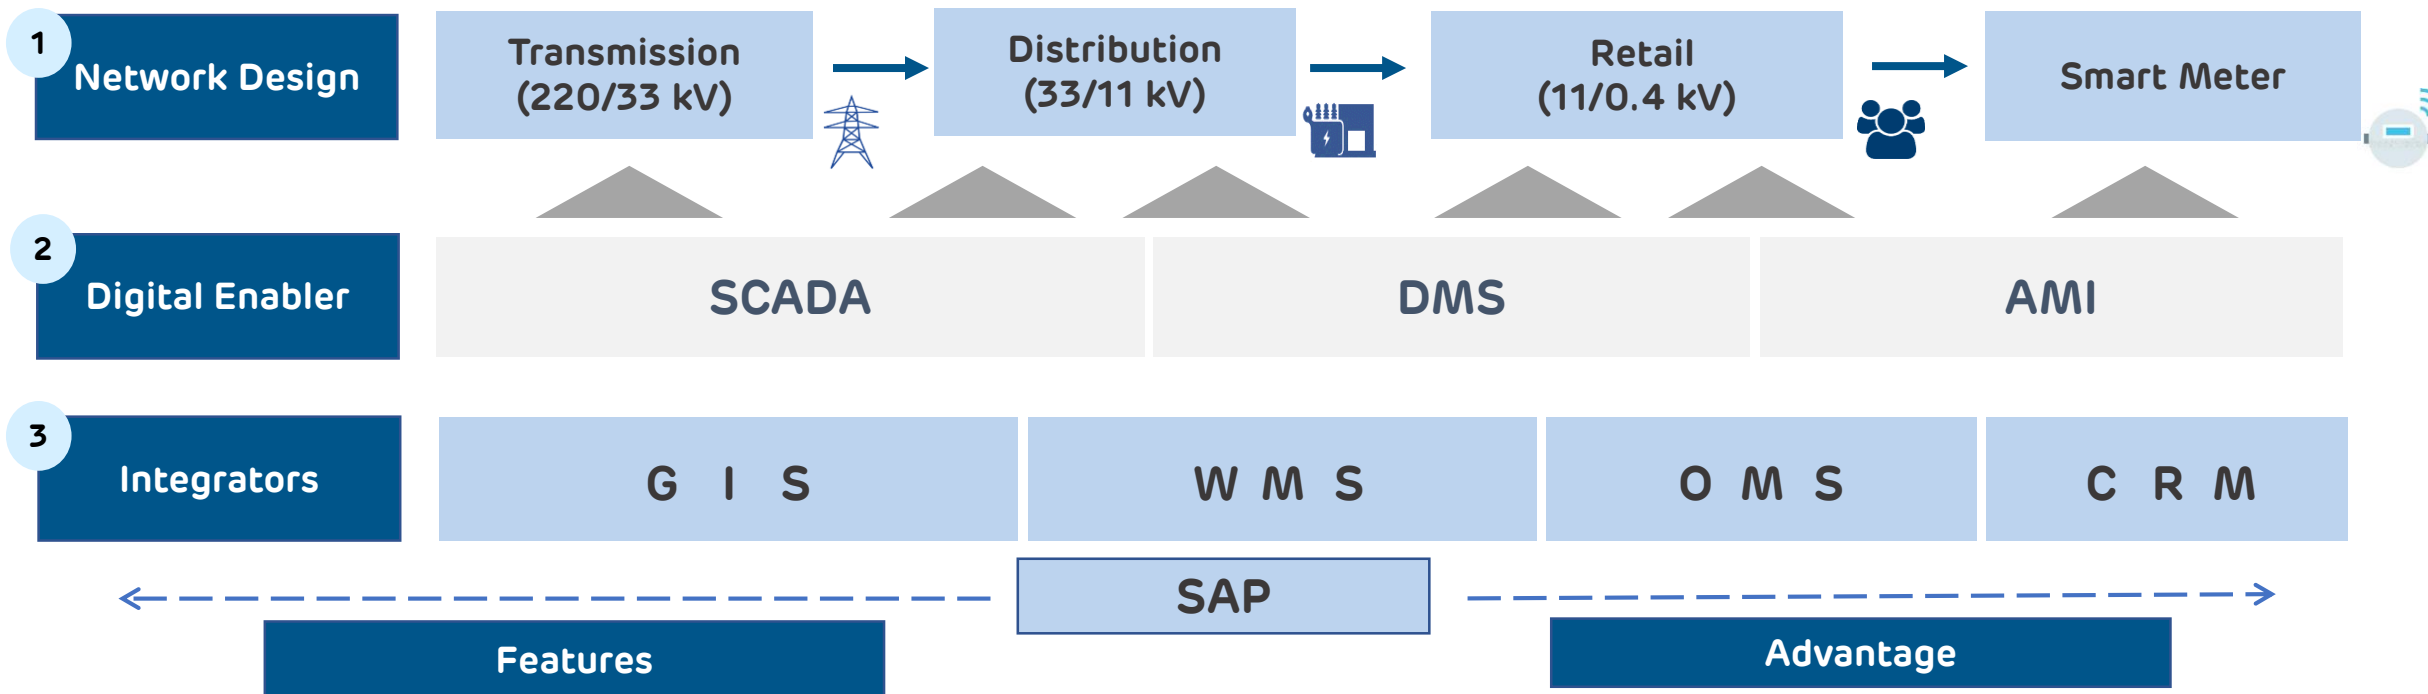 1
Network Design
Transmission
(220/33 kV)
Distribution
(33/11 kV)
Retail
(11/0.4 kV)
Smart Meter
2
Digital Enabler
SCADA
DMS
AMI
3
Integrators
G I S
W M S
O M S
C R M
SAP
Features
Advantage